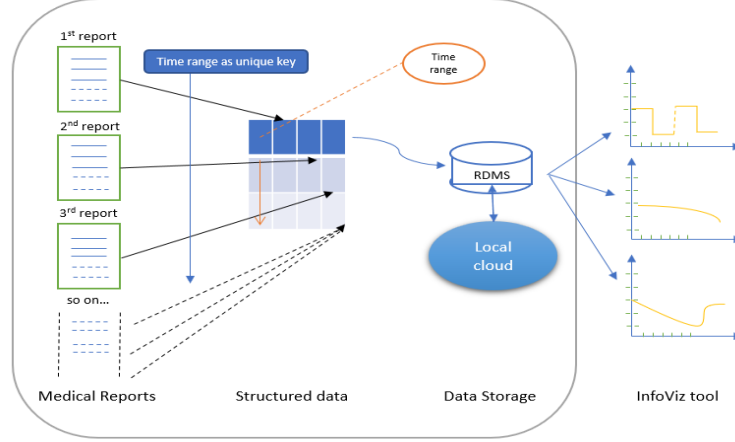 1st report
Time range as unique key
Time
range
2nd report
RDMS
3rd report
Local
cloud
so on...
Medical Reports
Structured data
Data Storage
InfoViz tool